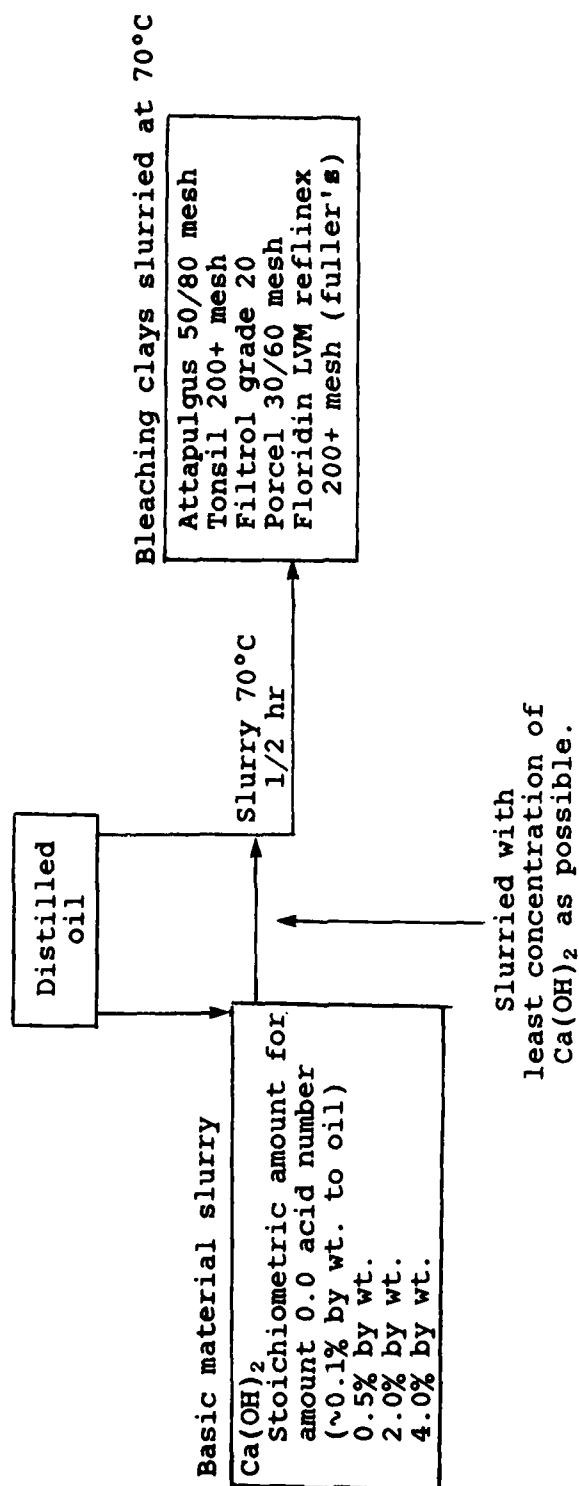 Distilled
oil
Basic material slurry
Ca(OH)2
Stoichiometric amount for
amount 0.0 acid number
(~0.1% by wt. to oil)
0.5% by wt.
2.0% by wt.
4.0% by wt.
Slurry 70°C
1/2 hr
Slurried with
least concentration of
Ca(OH)2 as possible.
Bleaching clays slurried at 70°C
Attapulgus 50/80 mesh
Tonsil 200+ mesh
Filtrol grade 20
Porcel 30/60 mesh
Floridin LVM reflinex
200+ mesh (fuller's)